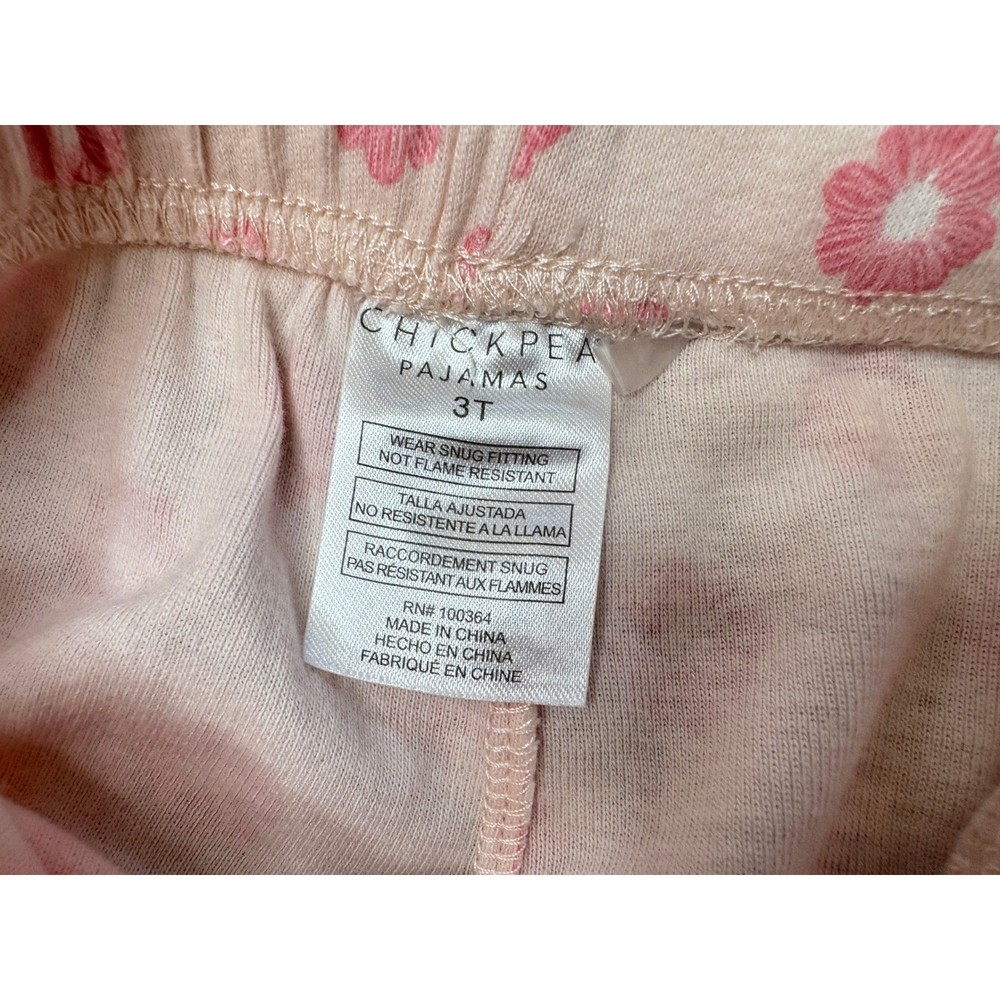 CHICKPEA
PAJAMAS
3T
WEAR SNUG FITTING
NOT FLAME RESISTANT
TALLA AJUSTADA
NO RESISTENTE A LA LLAMA
RACCORDEMENT SNUG
PAS RÉSISTANT AUX FLAMMES
RN# 100364
MADE IN CHINA
HECHO EN CHINA
FABRIQUÉ EN CHINE